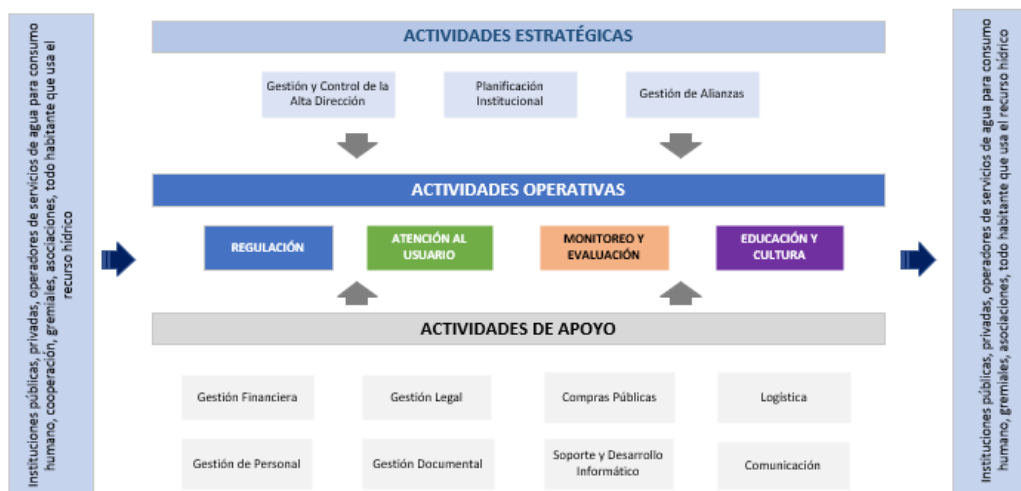 Instituciones públicas, privadas, operadores de servicios de agua para consumo
humano, cooperación, gremiales, asociaciones, todo habitante que usa el
recurso hídrico
ACTIVIDADES ESTRATÉGICAS
Gestión y Control de la
Alta Dirección
Planificación
Institucional
Gestión de Alianzas
ACTIVIDADES OPERATIVAS
REGULACIÓN
ATENCIÓN AL
USUARIO
MONITOREO Y
EVALUACIÓN
EDUCACIÓN Y
CULTURA
ACTIVIDADES DE APOYO
Gestión Financiera
Gestión Legal
Compras Públicas
Logística
Gestión de Personal
Gestión Documental
Soporte y Desarrollo
Informático
Comunicación
Instituciones públicas, privadas, operadores de servicios de agua para consumo
humano, gremiales, asociaciones, todo habitante que usa el recurso hídrico